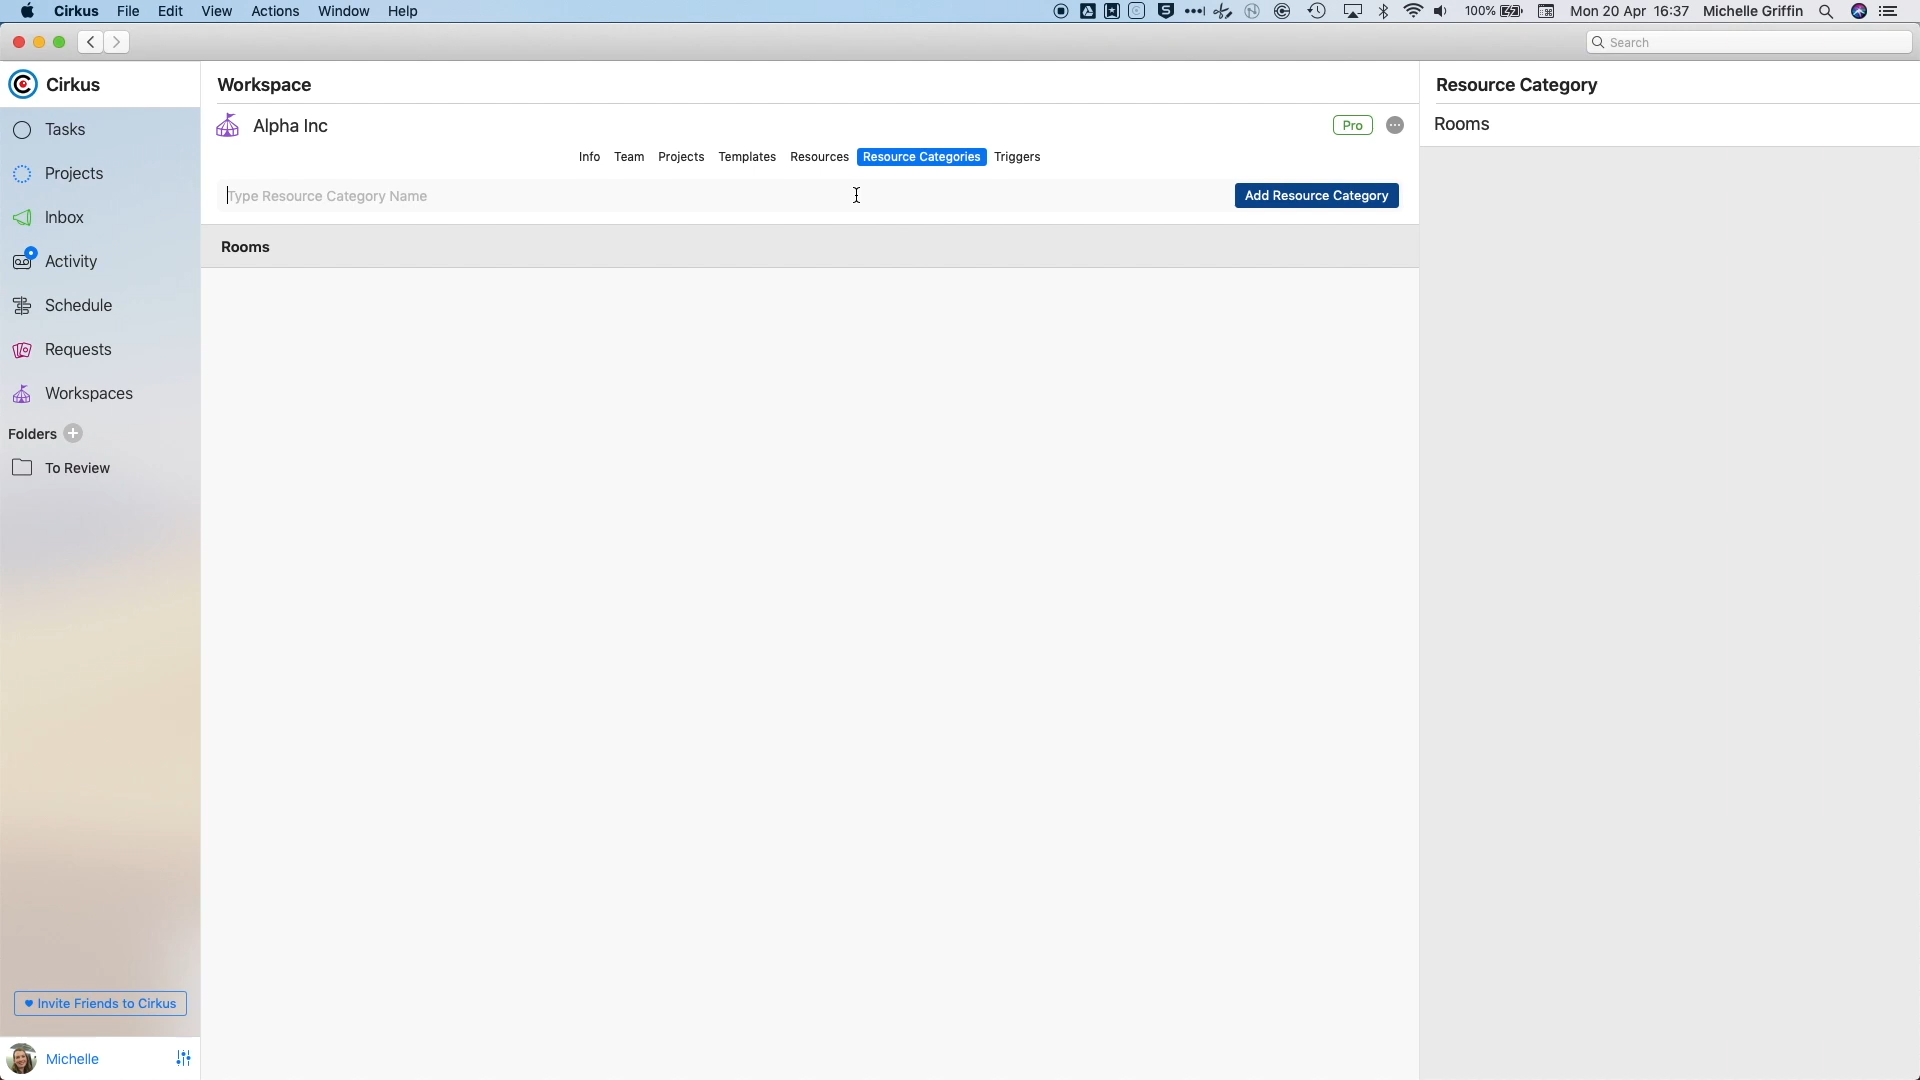 Cirkus File Edit View Actions Window Help 100% Mon 20 Apr 16:37 Michelle Griffin
Search
Cirkus
Tasks
Projects
Inbox
Activity
Schedule
Requests
Workspaces
Folders
To Review
Invite Friends to Cirkus
Michelle
Workspace
Alpha Inc
Pro
Info Team Projects Templates Resources Resource Categories Triggers
Type Resource Category Name
Add Resource Category
Rooms
Resource Category
Rooms